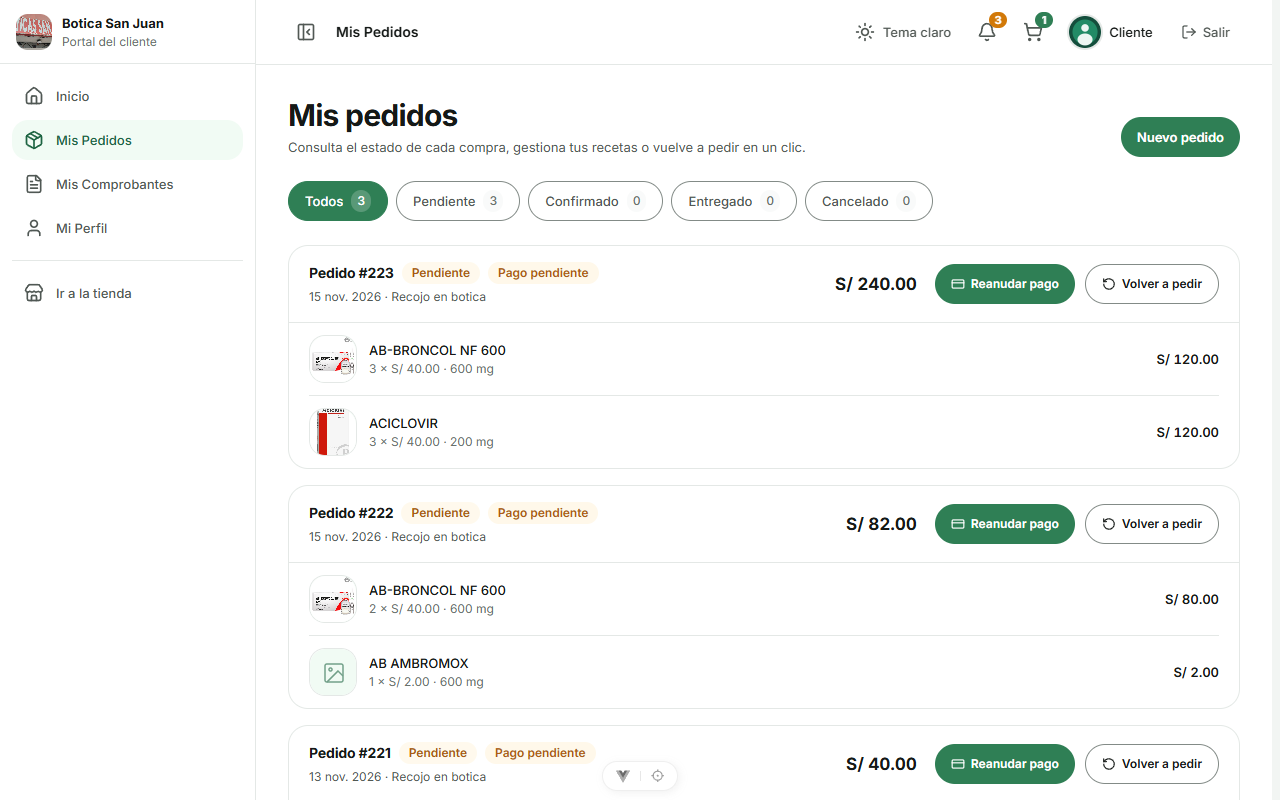 Botica San Juan
Portal del cliente
Inicio
Mis Pedidos
Mis Comprobantes
Mi Perfil
Ir a la tienda
Mis Pedidos
Tema claro
3
1
Cliente
Salir
Mis pedidos
Consulta el estado de cada compra, gestiona tus recetas o vuelve a pedir en un clic.
Nuevo pedido
Todos 3
Pendiente 3
Confirmado 0
Entregado 0
Cancelado 0
Pedido #223 Pendiente Pago pendiente
15 nov. 2026 · Recojo en botica
S/ 240.00
Reanudar pago
Volver a pedir
AB-BRONCOL NF 600
3 × S/ 40.00 · 600 mg
S/ 120.00
ACICLOVIR
3 × S/ 40.00 · 200 mg
S/ 120.00
Pedido #222 Pendiente Pago pendiente
15 nov. 2026 · Recojo en botica
S/ 82.00
Reanudar pago
Volver a pedir
AB-BRONCOL NF 600
2 × S/ 40.00 · 600 mg
S/ 80.00
AB AMBROMOX
1 × S/ 2.00 · 600 mg
S/ 2.00
Pedido #221 Pendiente Pago pendiente
13 nov. 2026 · Recojo en botica
S/ 40.00
Reanudar pago
Volver a pedir